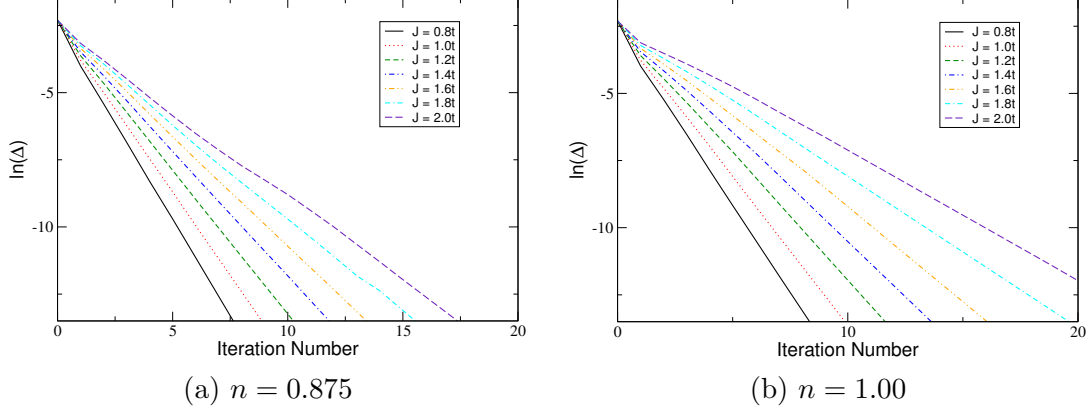 ln(Δ)
-5
-10
0
5
10
15
20
Iteration Number
J = 0.8t
J = 1.0t
J = 1.2t
J = 1.4t
J = 1.6t
J = 1.8t
J = 2.0t
(a) n = 0.875
ln(Δ)
-5
-10
0
10
20
Iteration Number
J = 0.8t
J = 1.0t
J = 1.2t
J = 1.4t
J = 1.6t
J = 1.8t
J = 2.0t
(b) n = 1.00